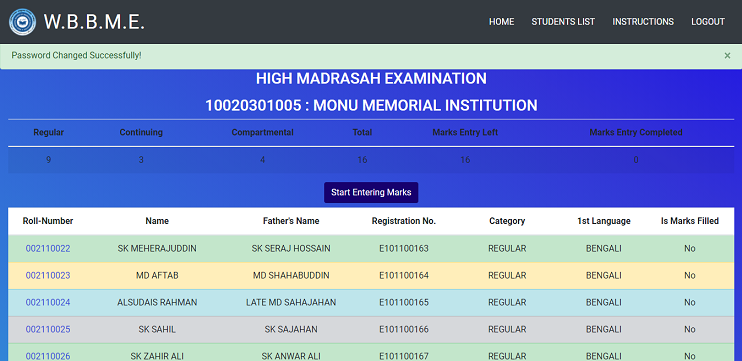 W.B.B.M.E. HOME STUDENTS LIST INSTRUCTIONS LOGOUT
Password Changed Successfully! ×
HIGH MADRASAH EXAMINATION
10020301005 : MONU MEMORIAL INSTITUTION
Regular Continuing Compartmental Total Marks Entry Left Marks Entry Completed
9 3 4 16 16 0
Start Entering Marks
Roll-Number Name Father's Name Registration No. Category 1st Language Is Marks Filled
002110022 SK MEHERAJUDDIN SK SERAJ HOSSAIN E101100163 REGULAR BENGALI No
002110023 MD AFTAB MD SHAHABUDDIN E101100164 REGULAR BENGALI No
002110024 ALSUDAIS RAHMAN LATE MD SAHAJAHAN E101100165 REGULAR BENGALI No
002110025 SK SAHIL SK SAJAHAN E101100166 REGULAR BENGALI No
002110026 SK ZAHIR ALI SK ANWAR ALI E101100167 REGULAR BENGALI No